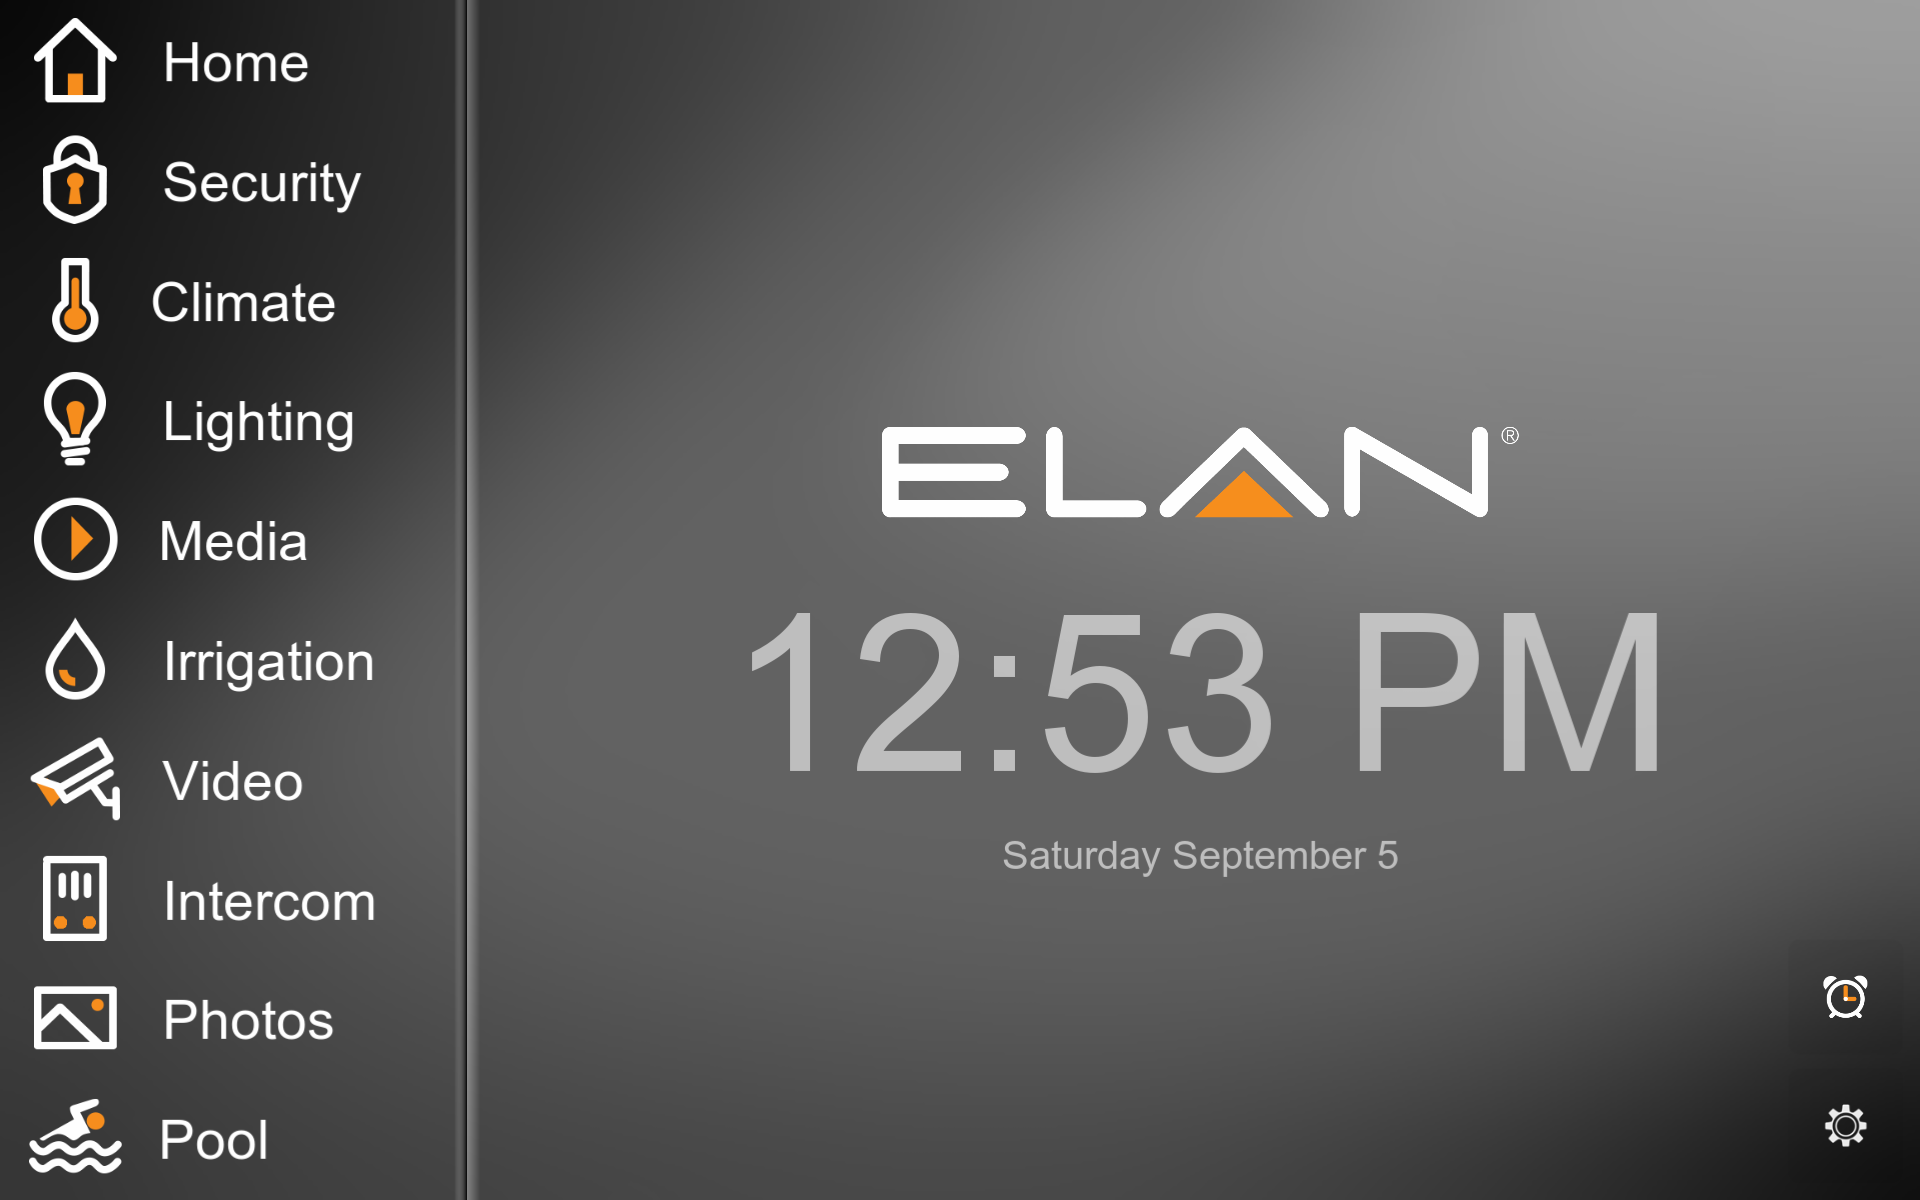 Home
Security
Climate
Lighting
Media
Irrigation
Video
Intercom
Photos
Pool
ELAN®
12:53 PM
Saturday September 5